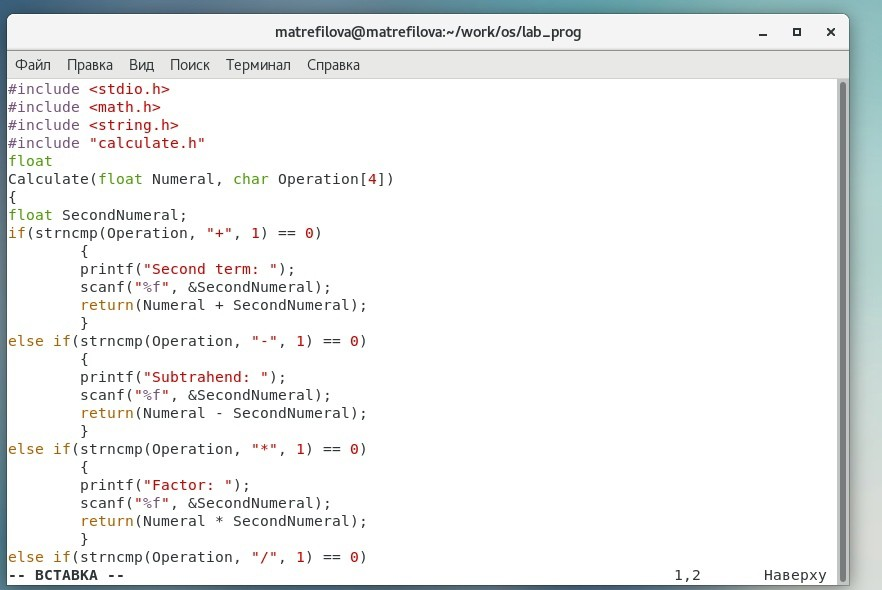 matrefilova@matrefilova:~/work/os/lab_prog
Файл Правка Вид Поиск Терминал Справка
#include <stdio.h>
#include <math.h>
#include <string.h>
#include "calculate.h"
float
Calculate(float Numeral, char Operation[4])
{
float SecondNumeral;
if(strncmp(Operation, "+", 1) == 0)
        {
        printf("Second term: ");
        scanf("%f", &SecondNumeral);
        return(Numeral + SecondNumeral);
        }
else if(strncmp(Operation, "-", 1) == 0)
        {
        printf("Subtrahend: ");
        scanf("%f", &SecondNumeral);
        return(Numeral - SecondNumeral);
        }
else if(strncmp(Operation, "*", 1) == 0)
        {
        printf("Factor: ");
        scanf("%f", &SecondNumeral);
        return(Numeral * SecondNumeral);
        }
else if(strncmp(Operation, "/", 1) == 0)
-- ВСТАВКА -- 1,2 Наверху